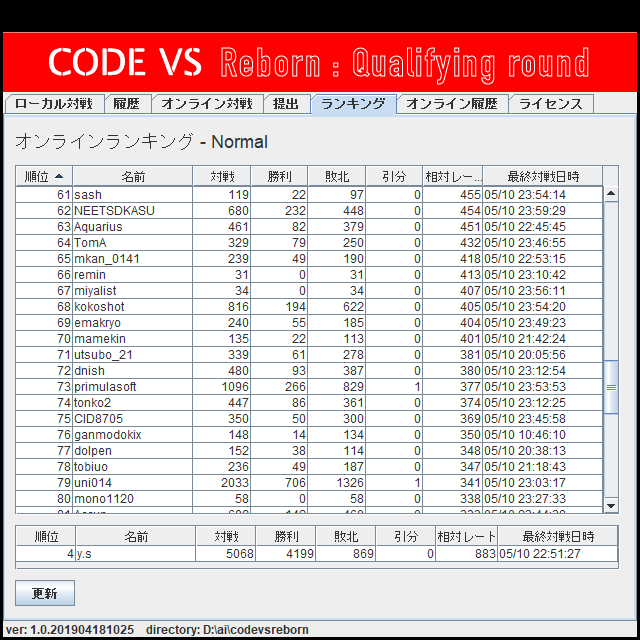 CODE VS Reborn : Qualifying round
ローカル対戦 履歴 オンライン対戦 提出 ランキング オンライン履歴 ライセンス
オンラインランキング - Normal
順位 名前 対戦 勝利 敗北 引分 相対レー... 最終対戦日時
61 sash 119 22 97 0 455 05/10 23:54:14
62 NEETSDKASU 680 232 448 0 454 05/10 23:59:29
63 Aquarius 461 82 379 0 451 05/10 22:45:45
64 TomA 329 79 250 0 432 05/10 23:46:55
65 mkan_0141 239 49 190 0 418 05/10 22:53:15
66 remin 31 0 31 0 413 05/10 23:10:42
67 miyalist 34 0 34 0 407 05/10 23:56:11
68 kokoshot 816 194 622 0 405 05/10 23:54:20
69 emakryo 240 55 185 0 404 05/10 23:49:23
70 mamekin 135 22 113 0 401 05/10 21:42:24
71 utsubo_21 339 61 278 0 381 05/10 20:05:56
72 dnish 480 93 387 0 380 05/10 23:12:54
73 primulasoft 1096 266 829 1 377 05/10 23:53:53
74 tonko2 447 86 361 0 374 05/10 23:12:25
75 CID8705 350 50 300 0 369 05/10 23:45:58
76 ganmodokix 148 14 134 0 350 05/10 10:46:10
77 dolpen 152 38 114 0 348 05/10 20:38:13
78 tobiuo 236 49 187 0 347 05/10 21:18:43
79 uni014 2033 706 1326 1 341 05/10 23:03:17
80 mono1120 58 0 58 0 338 05/10 23:27:33
順位 名前 対戦 勝利 敗北 引分 相対レート 最終対戦日時
4 y.s 5068 4199 869 0 883 05/10 22:51:27
更新
ver: 1.0.201904181025 directory: D:\ai\codevsreborn